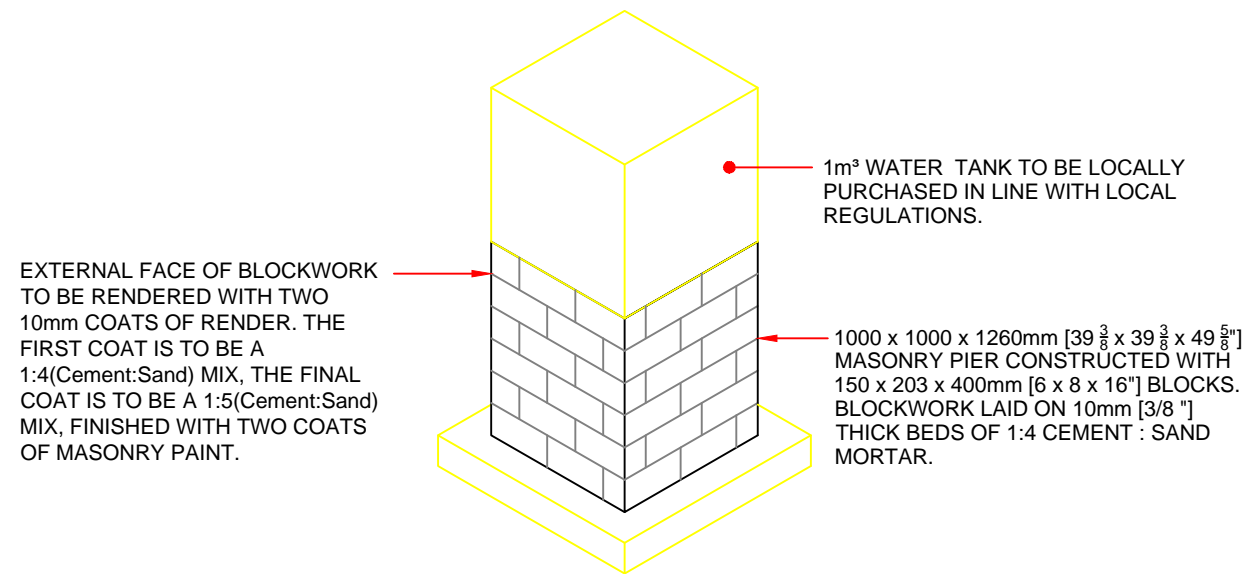 1m³ WATER TANK TO BE LOCALLY
PURCHASED IN LINE WITH LOCAL
REGULATIONS.
EXTERNAL FACE OF BLOCKWORK
TO BE RENDERED WITH TWO
10mm COATS OF RENDER. THE
FIRST COAT IS TO BE A
1:4(Cement:Sand) MIX, THE FINAL
COAT IS TO BE A 1:5(Cement:Sand)
MIX, FINISHED WITH TWO COATS
OF MASONRY PAINT.
1000 x 1000 x 1260mm [39 3/8 x 39 3/8 x 49 5/8"]
MASONRY PIER CONSTRUCTED WITH
150 x 203 x 400mm [6 x 8 x 16"] BLOCKS.
BLOCKWORK LAID ON 10mm [3/8 "]
THICK BEDS OF 1:4 CEMENT : SAND
MORTAR.